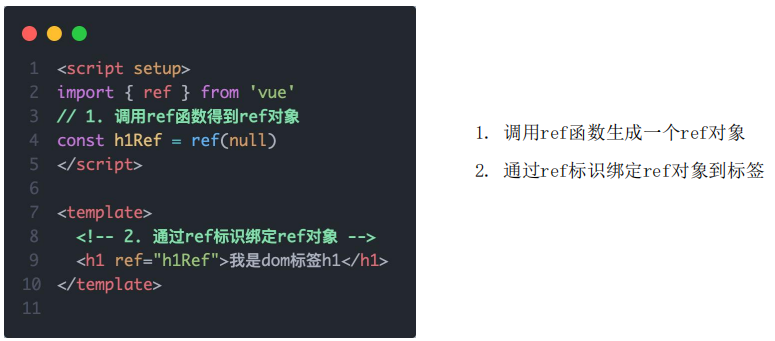 1 <script setup>
2 import { ref } from 'vue'
3 // 1. 调用ref函数得到ref对象
4 const h1Ref = ref(null)
5 </script>
6
7 <template>
8   <!-- 2. 通过ref标识绑定ref对象 -->
9   <h1 ref="h1Ref">我是dom标签h1</h1>
10 </template>
11
1. 调用ref函数生成一个ref对象
2. 通过ref标识绑定ref对象到标签